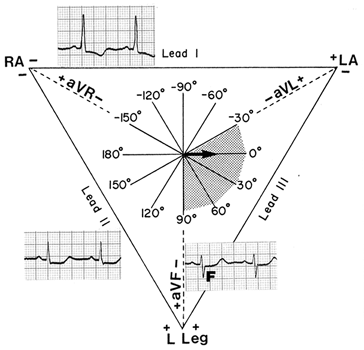 Lead I
RA − + LA
− −
+aVR− −aVL+
-90°
-120° -60°
-150° -30°
180° 0°
150° 30°
120° 60°
90°
Lead II
Lead III
+aVF−
F
+ +
L Leg